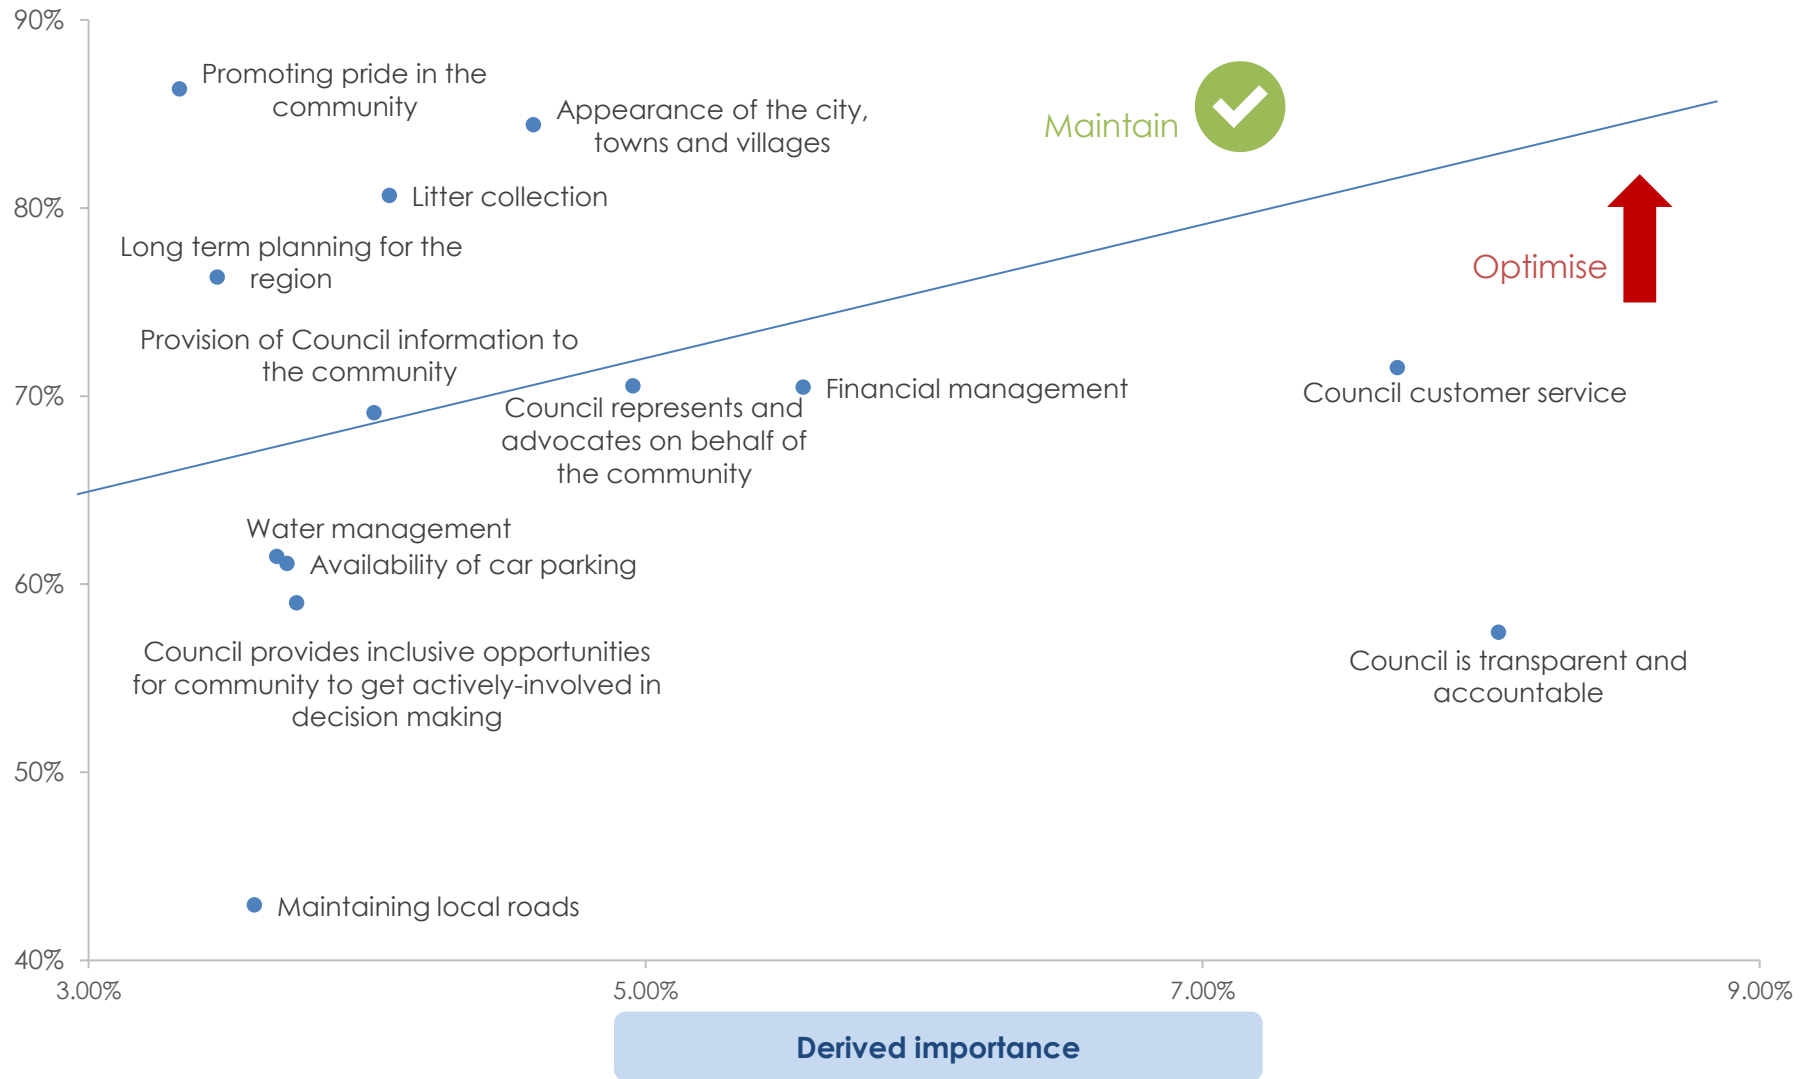 90%
Promoting pride in the
community
Appearance of the city,
towns and villages
Maintain
80%
Litter collection
Long term planning for the
region
Optimise
Provision of Council information to
the community
70%
Council represents and
advocates on behalf of
the community
Financial management
Council customer service
Water management
Availability of car parking
60%
Council provides inclusive opportunities
for community to get actively-involved in
decision making
Council is transparent and
accountable
50%
Maintaining local roads
40%
3.00%
5.00%
7.00%
9.00%
Derived importance